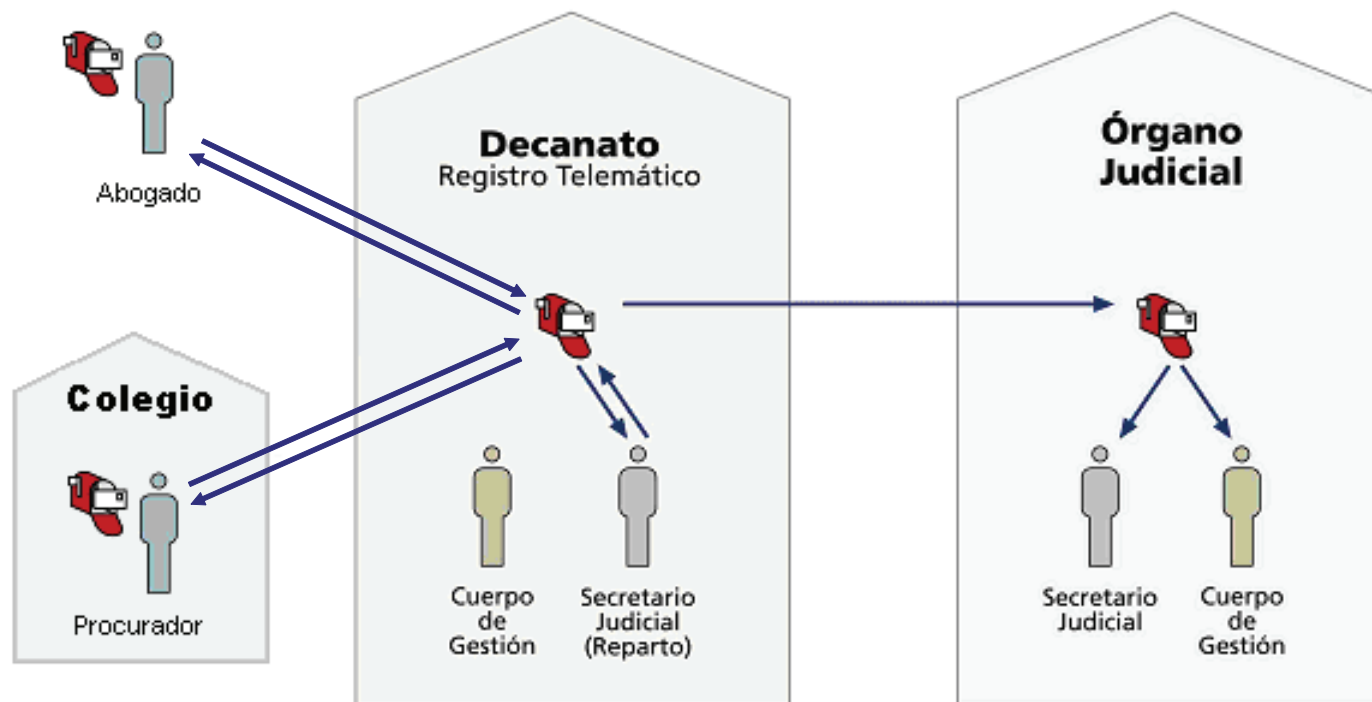 Abogado
Colegio
Procurador
Decanato
Registro Telemático
Cuerpo
de
Gestión
Secretario
Judicial
(Reparto)
Órgano
Judicial
Secretario
Judicial
Cuerpo
de
Gestión